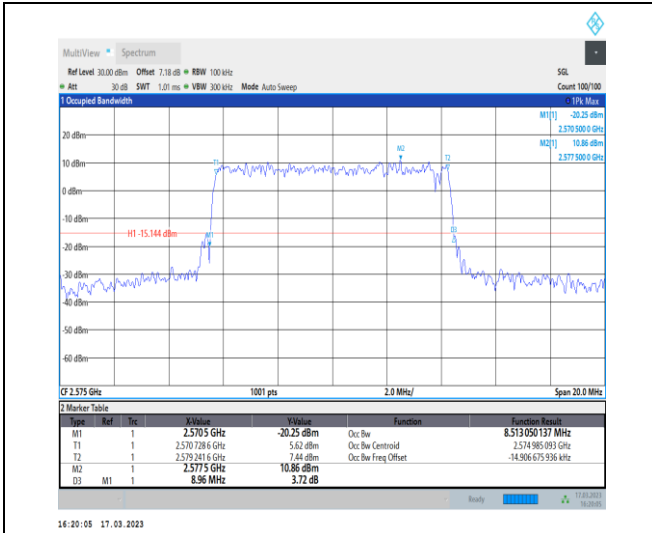 MultiView Spectrum
Ref Level 30.00 dBm Offset 7.18 dB RBW 100 kHz SGL
Att 30 dB SWT 1.01 ms VBW 300 kHz Mode Auto Sweep Count 100/100
1 Occupied Bandwidth 1Pk Max
M1[1] -20.25 dBm
2.570 500 0 GHz
M2[1] 10.86 dBm
2.577 500 0 GHz
20 dBm
M2
T1 T2
10 dBm
0 dBm
-10 dBm
H1 -15.144 dBm
M1 D3
-20 dBm
-30 dBm
-40 dBm
-50 dBm
-60 dBm
CF 2.575 GHz 1001 pts 2.0 MHz/ Span 20.0 MHz
2 Marker Table
Type Ref Trc X-Value Y-Value Function Function Result
M1 1 2.5705 GHz -20.25 dBm Occ Bw 8.513 050 137 MHz
T1 1 2.570 728 6 GHz 5.62 dBm Occ Bw Centroid 2.574 985 093 GHz
T2 1 2.579 241 6 GHz 7.44 dBm Occ Bw Freq Offset -14.906 675 936 kHz
M2 1 2.5775 GHz 10.86 dBm
D3 M1 1 8.96 MHz 3.72 dB
Ready 17.03.2023
16:20:05
16:20:05 17.03.2023